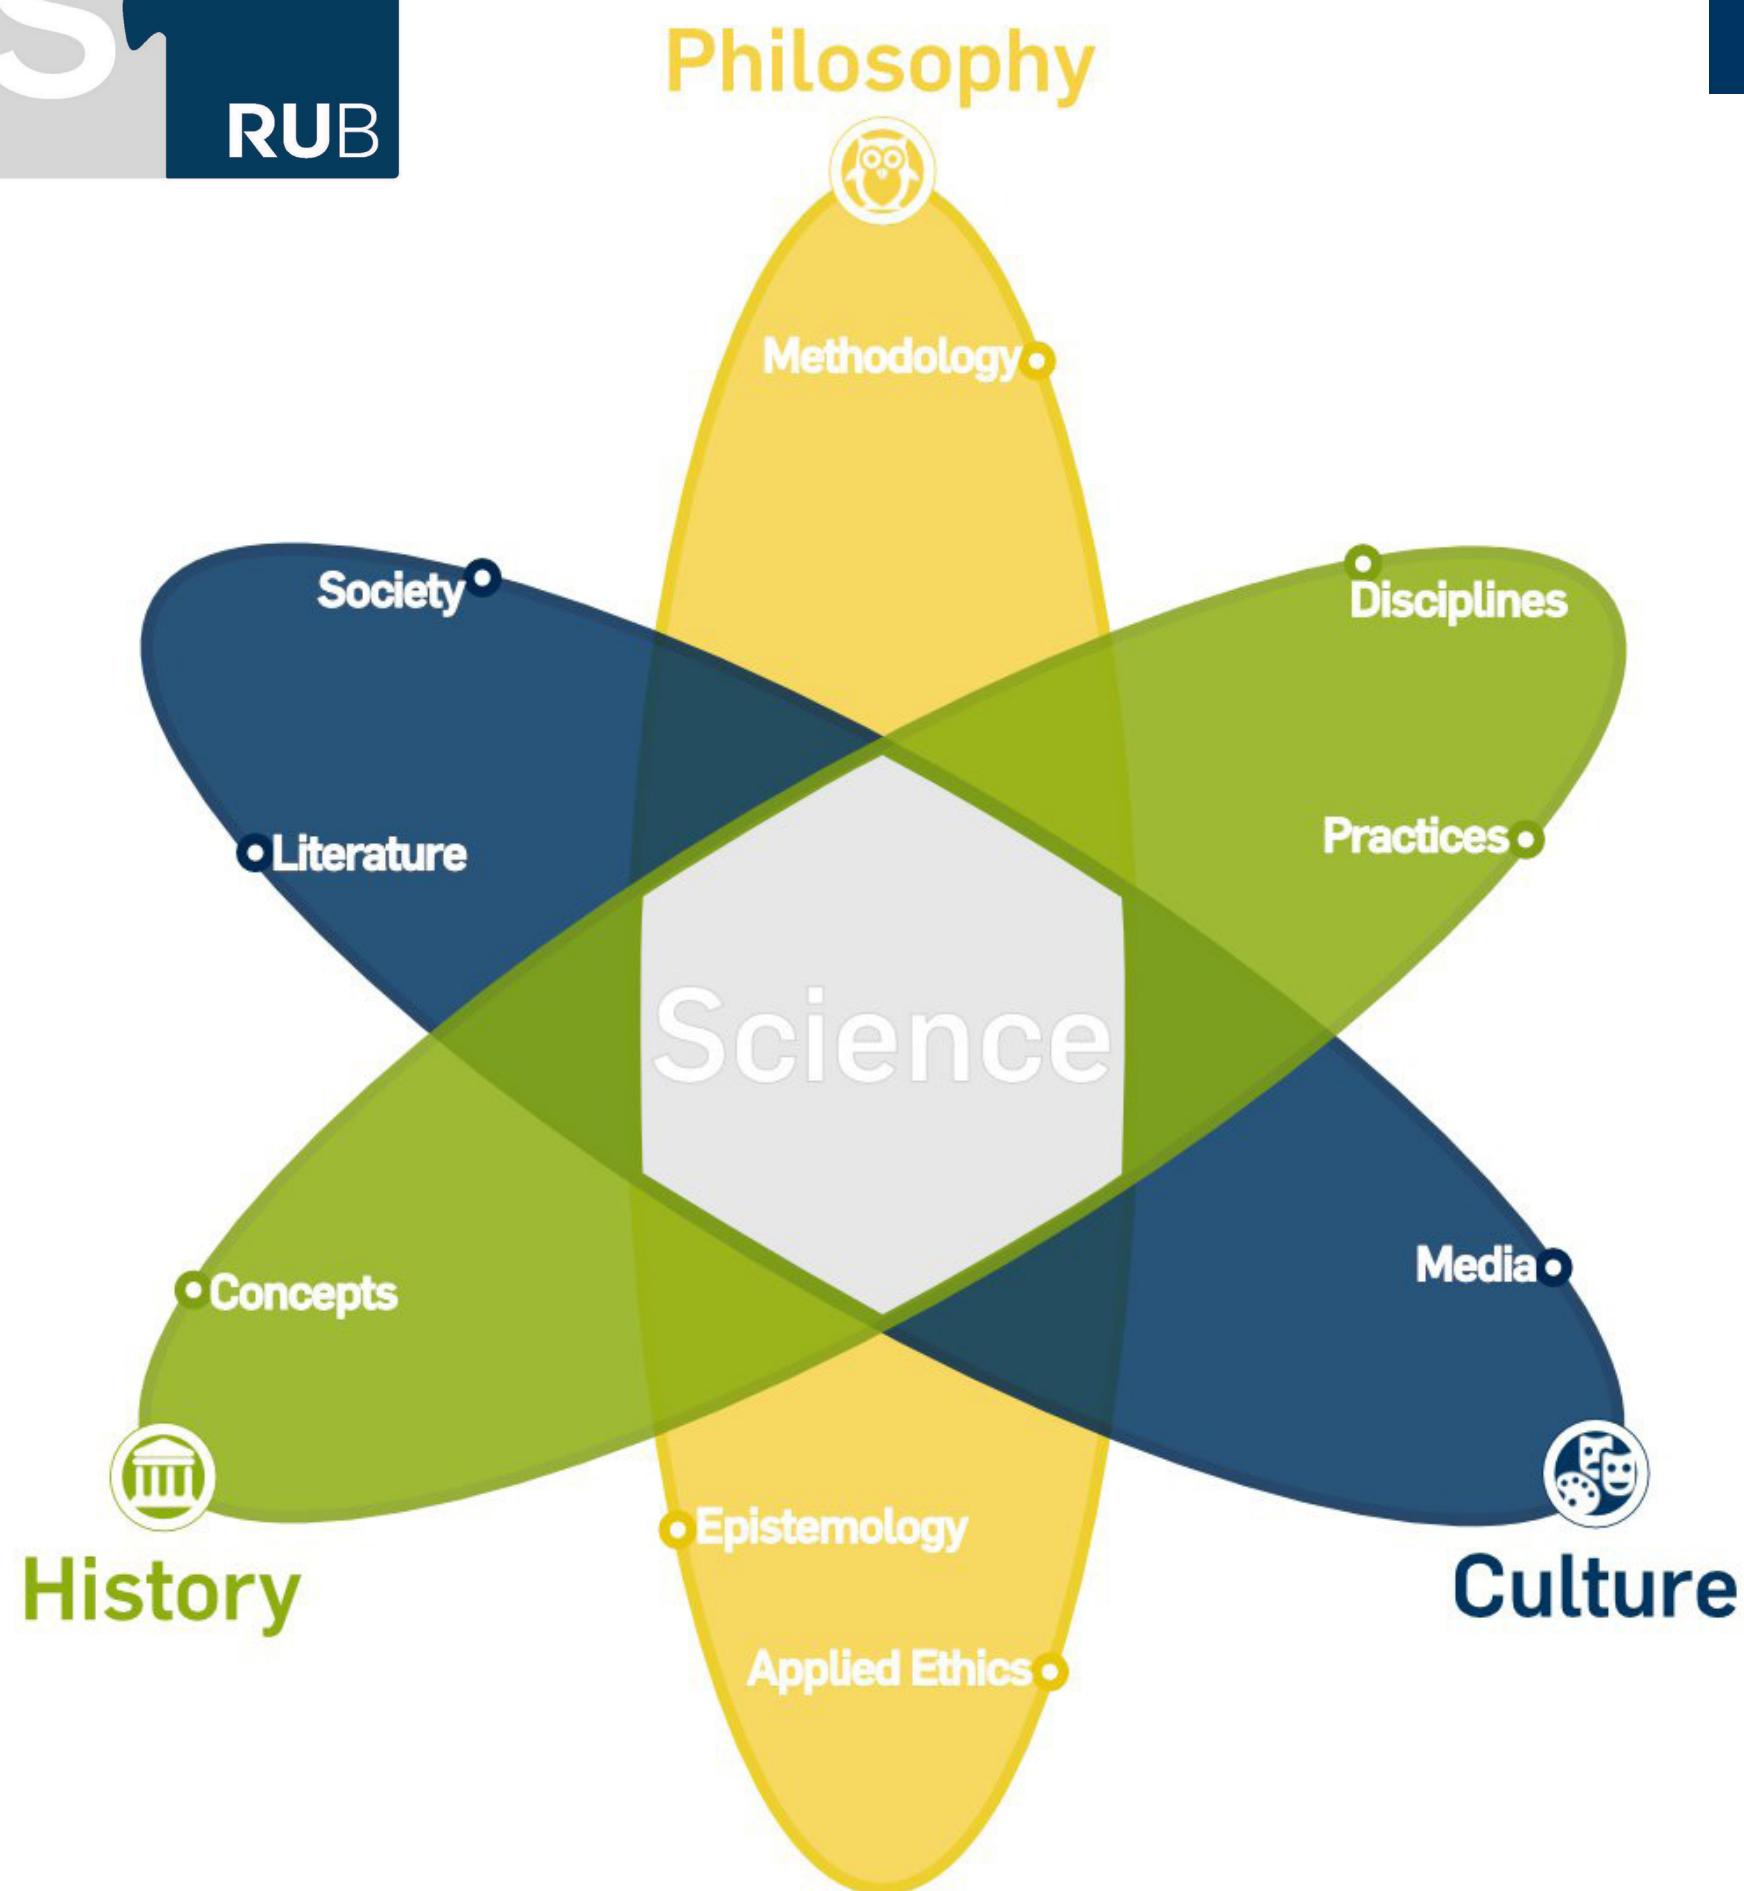 S
RUB
Philosophy
Methodology
Society
Disciplines
Practices
Literature
Science
Media
Concepts
Epistemology
History
Culture
Applied Ethics